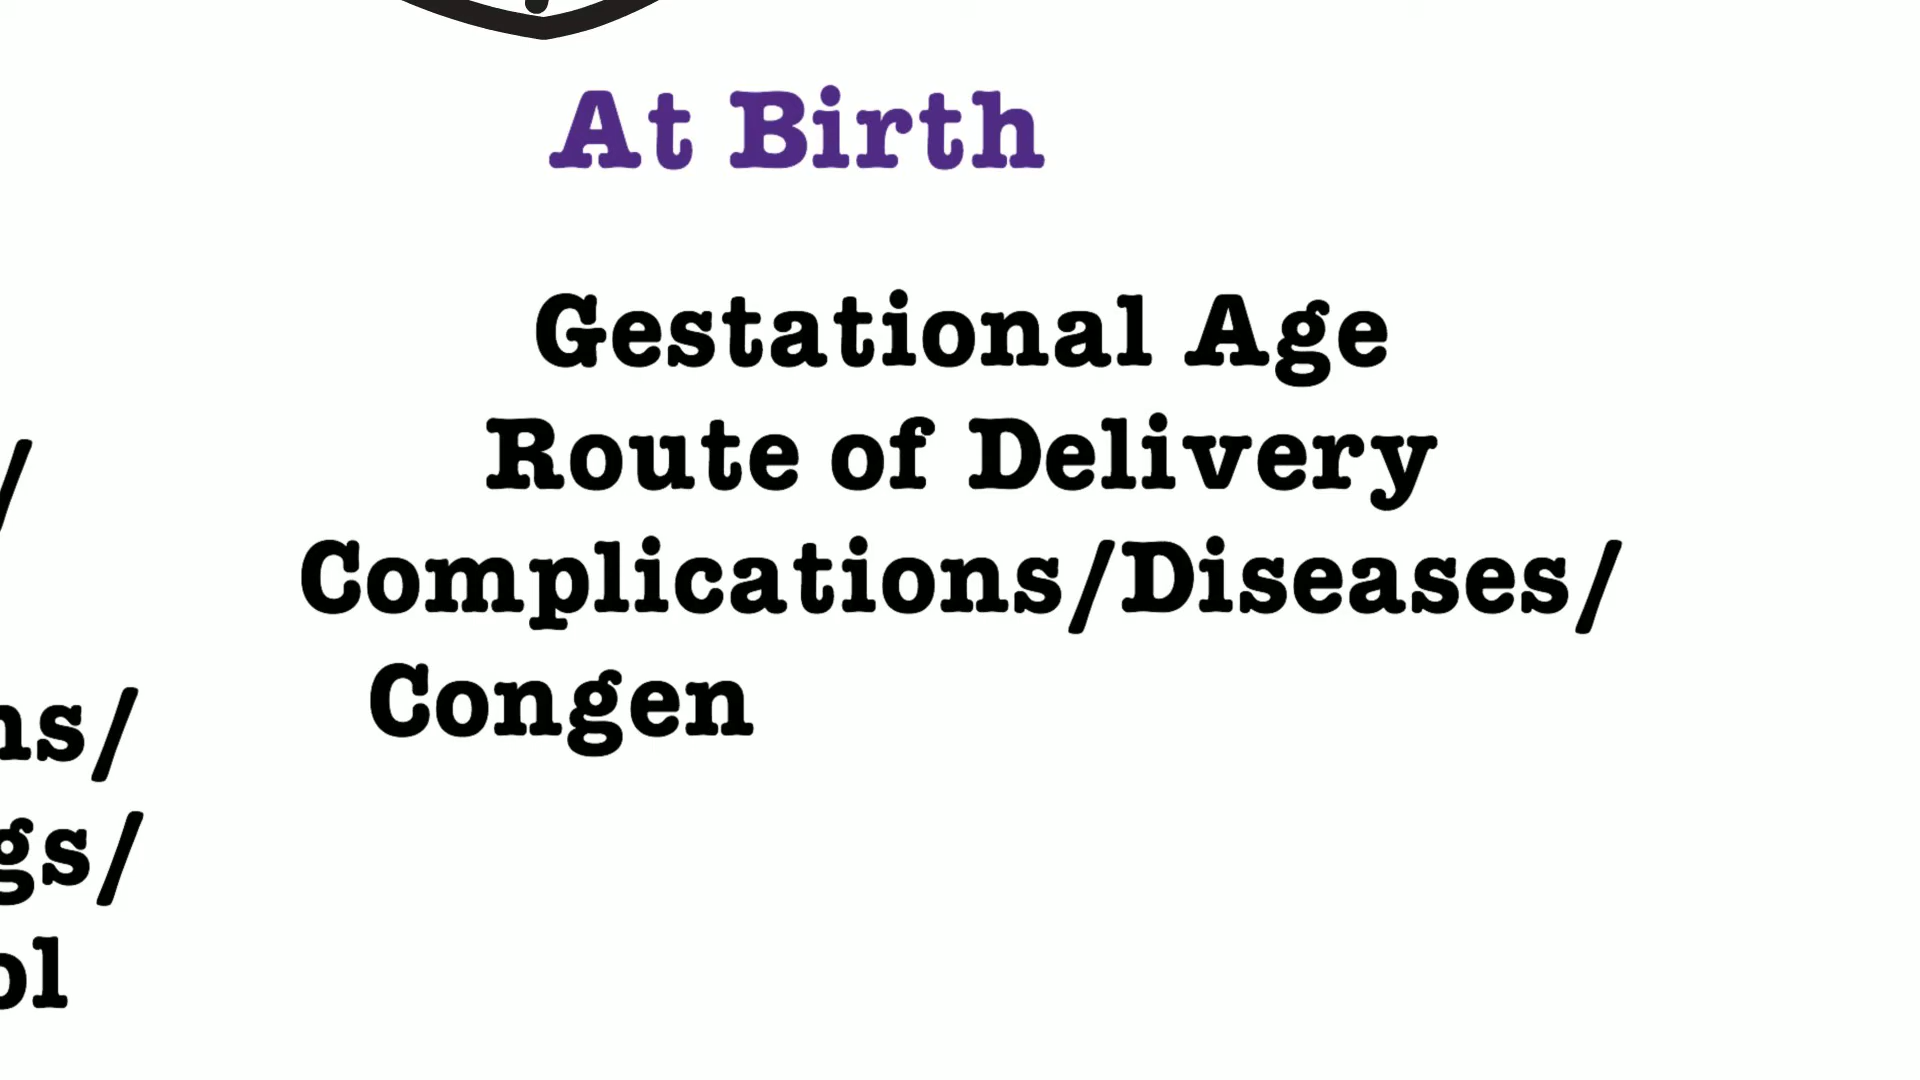 At Birth
Gestational Age
Route of Delivery
/
Complications/Diseases/
Congen
ns/
gs/
ol